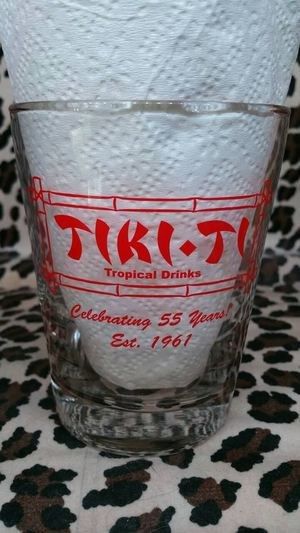 TIKI•TI
Tropical Drinks
Celebrating 55 Years!
Est. 1961